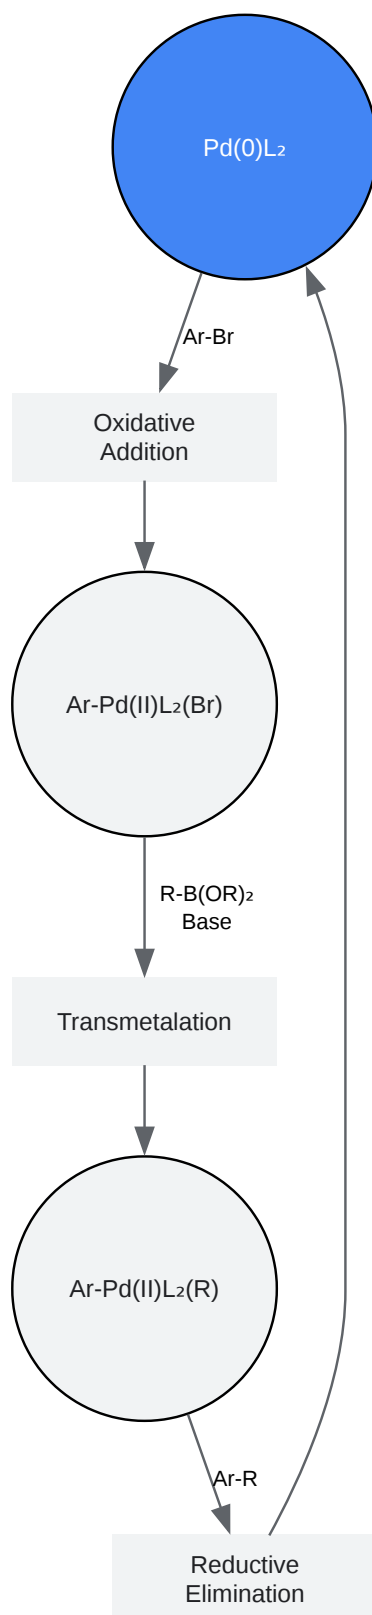 Pd(0)L₂
Ar-Br
Oxidative
Addition
Ar-Pd(II)L₂(Br)
R-B(OR)₂
Base
Transmetalation
Ar-Pd(II)L₂(R)
Ar-R
Reductive
Elimination